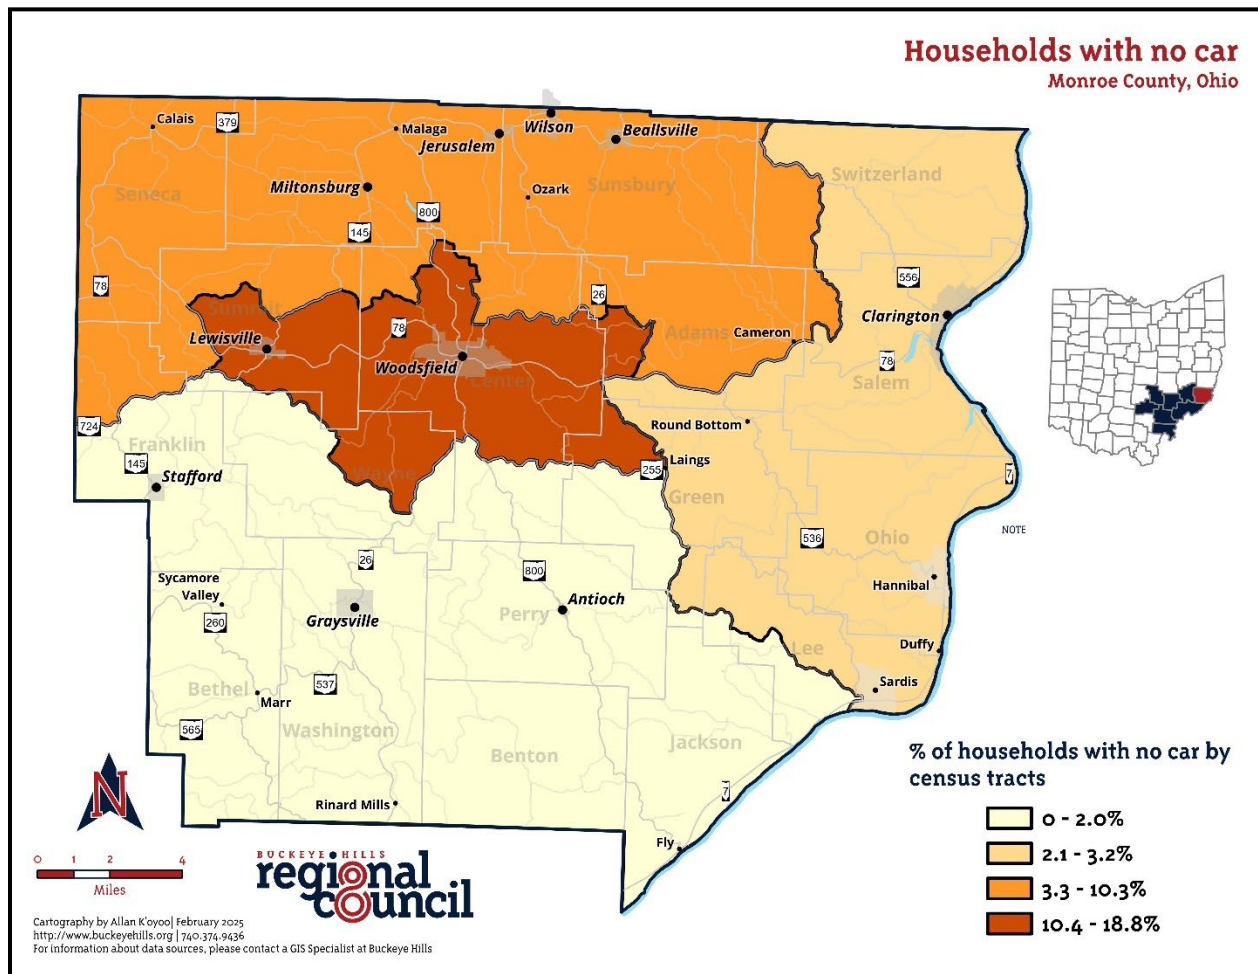 Households with no car
Monroe County, Ohio
Calais
379
Malaga
Jerusalem
Wilson
Beallsville
Seneca
Miltonsburg
Ozark
Sunsbury
Switzerland
800
145
78
26
556
Summit
Lewisville
78
Woodsfield
Center
Adams
Cameron
Clarington
78
Salem
724
Franklin
145
Stafford
Wayne
Round Bottom
255
Laings
Green
7
NOTE
Ohio
536
Hannibal
26
800
Sycamore
Valley
260
Graysville
Perry
Antioch
Lee
Duffy
Sardis
Bethel
Marr
537
565
Washington
Benton
Jackson
7
Rinard Mills
Fly
% of households with no car by
census tracts
0 - 2.0%
2.1 - 3.2%
3.3 - 10.3%
10.4 - 18.8%
N
0 1 2 4
Miles
BUCKEYE HILLS
regional
council
Cartography by Allan K'oyoo| February 2025
http://www.buckeyehills.org | 740.374.9436
For information about data sources, please contact a GIS Specialist at Buckeye Hills